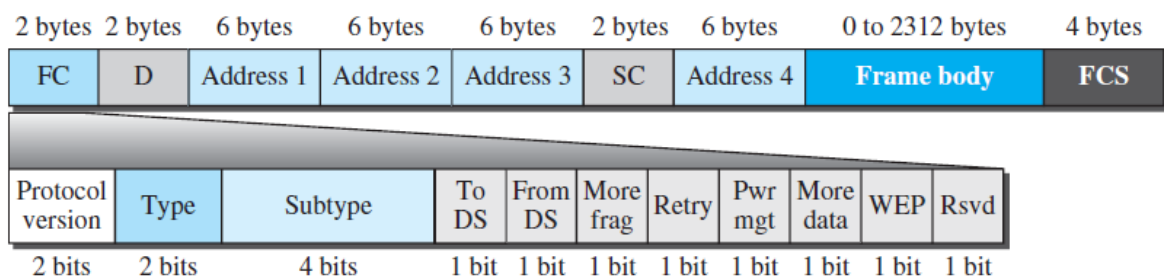 2 bytes 2 bytes 6 bytes 6 bytes 6 bytes 2 bytes 6 bytes 0 to 2312 bytes 4 bytes
FC D Address 1 Address 2 Address 3 SC Address 4 Frame body FCS
Protocol version Type Subtype To DS From DS More frag Retry Pwr mgt More data WEP Rsvd
2 bits 2 bits 4 bits 1 bit 1 bit 1 bit 1 bit 1 bit 1 bit 1 bit 1 bit